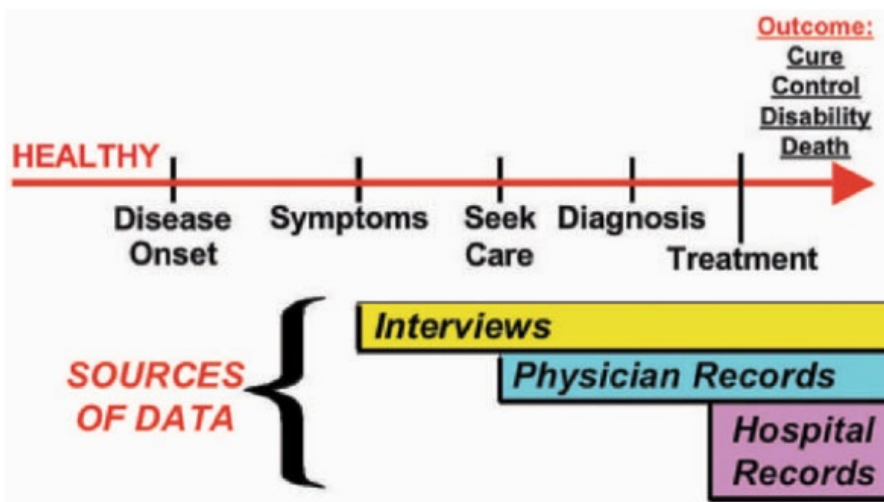 Outcome:
Cure
Control
Disability
Death
HEALTHY
Disease
Onset
Symptoms
Seek
Care
Diagnosis
Treatment
SOURCES
OF DATA
Interviews
Physician Records
Hospital
Records